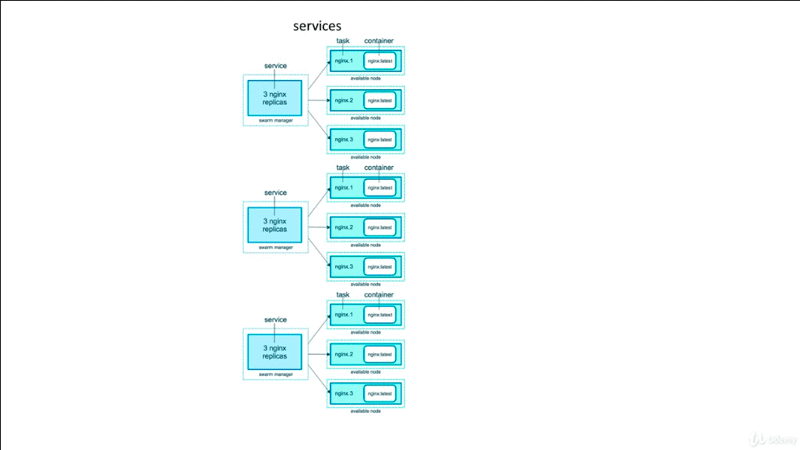 services
task container
service
nginx.1 nginx.latest
available node
3 nginx
replicas
nginx.2 nginx.latest
swarm manager
available node
nginx.3 nginx.latest
available node
task container
service
nginx.1 nginx.latest
available node
3 nginx
replicas
nginx.2 nginx.latest
swarm manager
available node
nginx.3 nginx.latest
available node
task container
service
nginx.1 nginx.latest
available node
3 nginx
replicas
nginx.2 nginx.latest
swarm manager
available node
nginx.3 nginx.latest
available node
Udemy